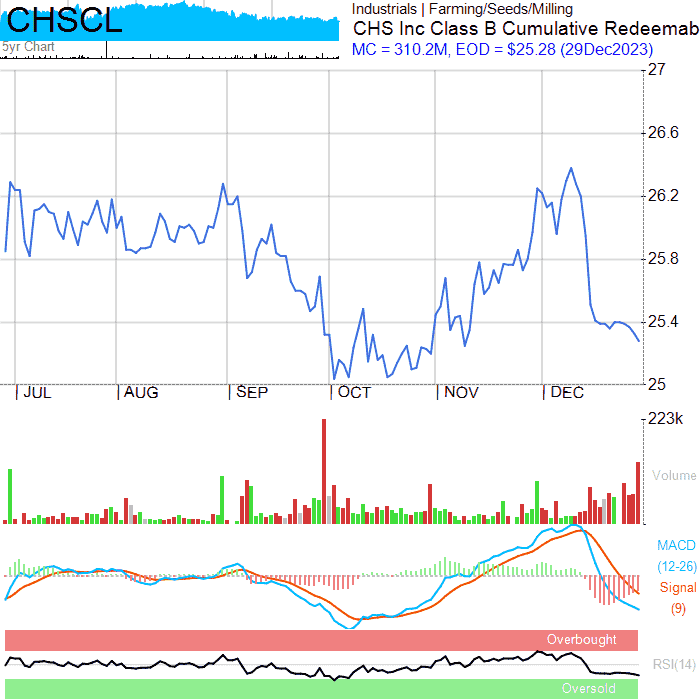 CHSCL
5yr Chart
Industrials | Farming/Seeds/Milling
CHS Inc Class B Cumulative Redeemab
MC = 310.2M, EOD = $25.28 (29Dec2023)
27
26.6
26.2
25.8
25.4
25
JUL AUG SEP OCT NOV DEC
223k
Volume
MACD
(12-26)
Signal
(9)
Overbought
RSI(14)
Oversold